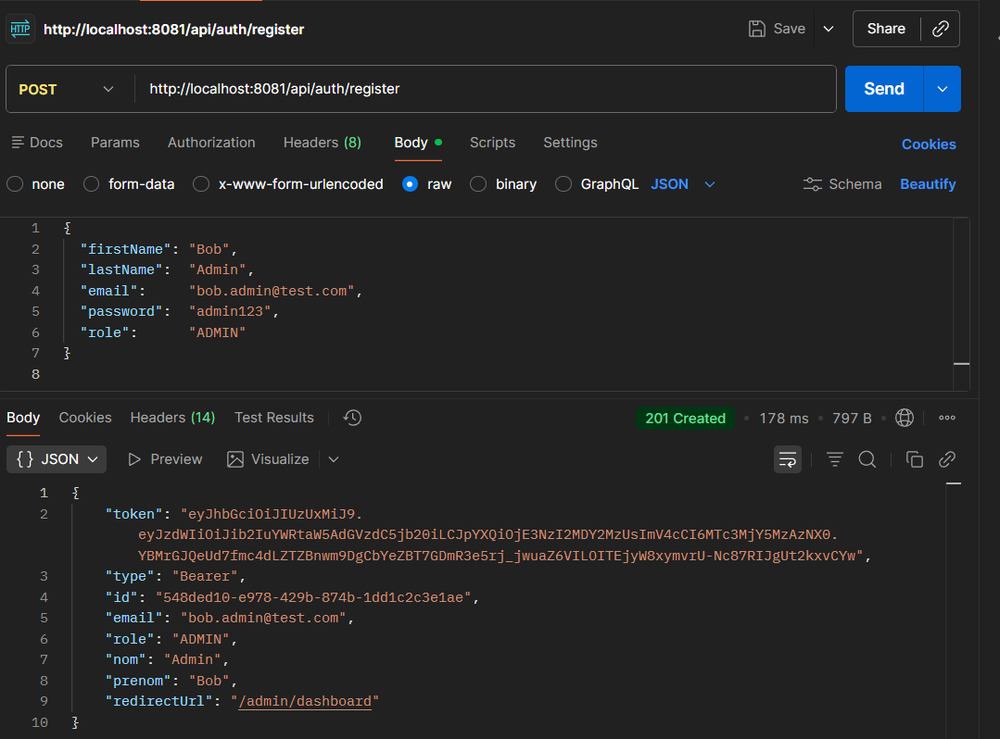 HTTP http://localhost:8081/api/auth/register Save Share
POST http://localhost:8081/api/auth/register Send
Docs Params Authorization Headers (8) Body Scripts Settings Cookies
none form-data x-www-form-urlencoded raw binary GraphQL JSON Schema Beautify
1 {
2 "firstName": "Bob",
3 "lastName": "Admin",
4 "email": "bob.admin@test.com",
5 "password": "admin123",
6 "role": "ADMIN"
7 }
8
Body Cookies Headers (14) Test Results 201 Created 178 ms 797 B
{} JSON Preview Visualize
1 {
2 "token": "eyJhbGciOiJIUzUxMiJ9.
eyJzdWIiOiJib2IuYWRtaW5AdGVzdC5jb20iLCJpYXQiOjE3NzI2MDY2MzUsImV4cCI6MTc3MjY5MzAzNX0.
YBMrGJQeUd7fmc4dLZTZBnwm9DgCbYeZBT7GDmR3e5rj_jwuaZ6VILOITEjyW8xymvrU-Nc87RIJgUt2kxvCYw",
3 "type": "Bearer",
4 "id": "548ded10-e978-429b-874b-1dd1c2c3e1ae",
5 "email": "bob.admin@test.com",
6 "role": "ADMIN",
7 "nom": "Admin",
8 "prenom": "Bob",
9 "redirectUrl": "/admin/dashboard"
10 }